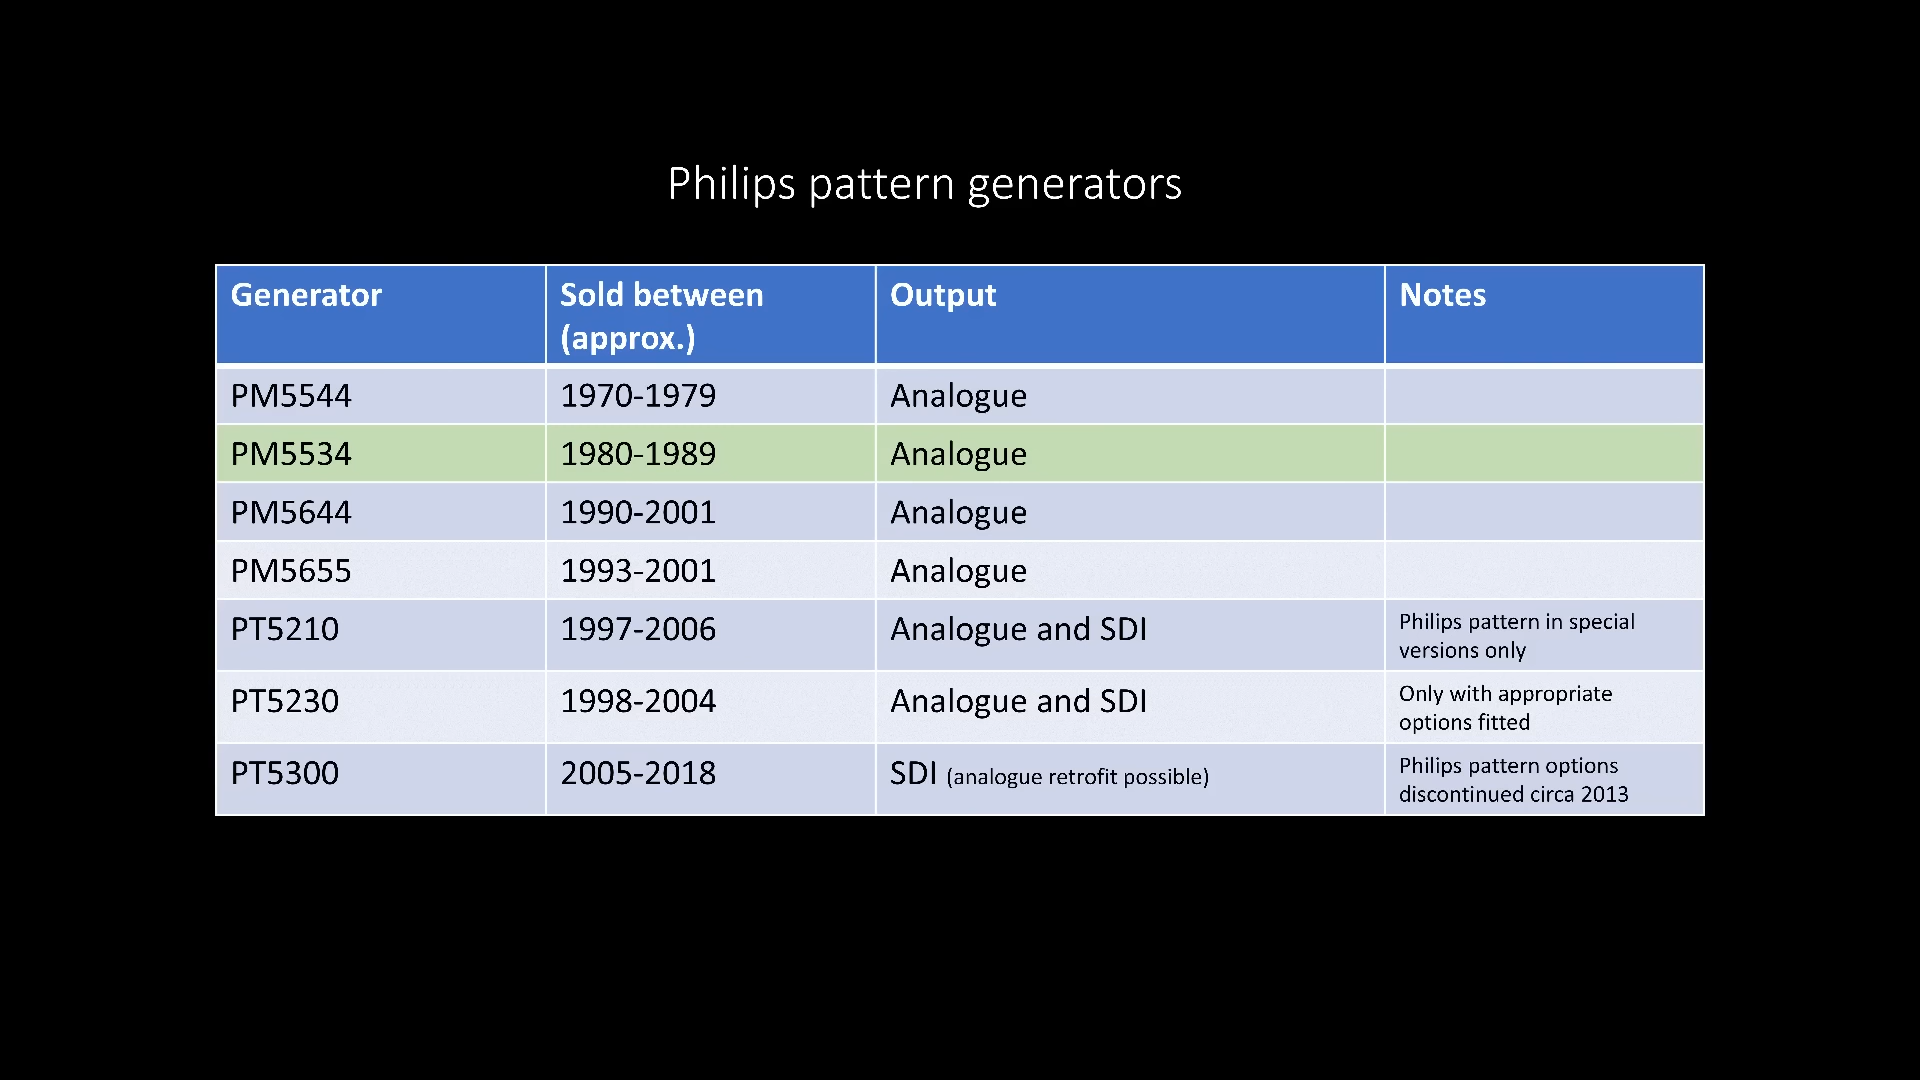 Philips pattern generators
Generator
Sold between
(approx.)
Output
Notes
PM5544
1970-1979
Analogue
PM5534
1980-1989
Analogue
PM5644
1990-2001
Analogue
PM5655
1993-2001
Analogue
PT5210
1997-2006
Analogue and SDI
Philips pattern in special
versions only
PT5230
1998-2004
Analogue and SDI
Only with appropriate
options fitted
PT5300
2005-2018
SDI (analogue retrofit possible)
Philips pattern options
discontinued circa 2013